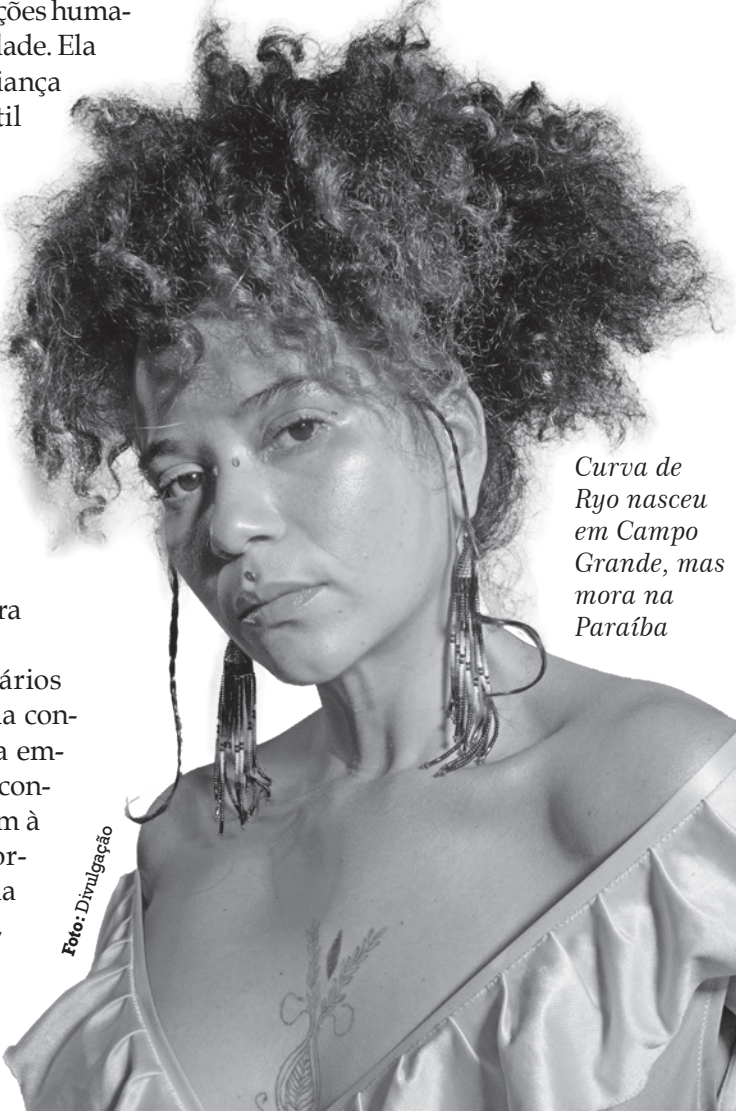 ções huma-
lade. Ela
iança
til
Curva de
Ryo nasceu
em Campo
Grande, mas
mora na
Paraíba
ra
ários
a con-
a em-
con-
m à
or-
a
Foto: Divulgação